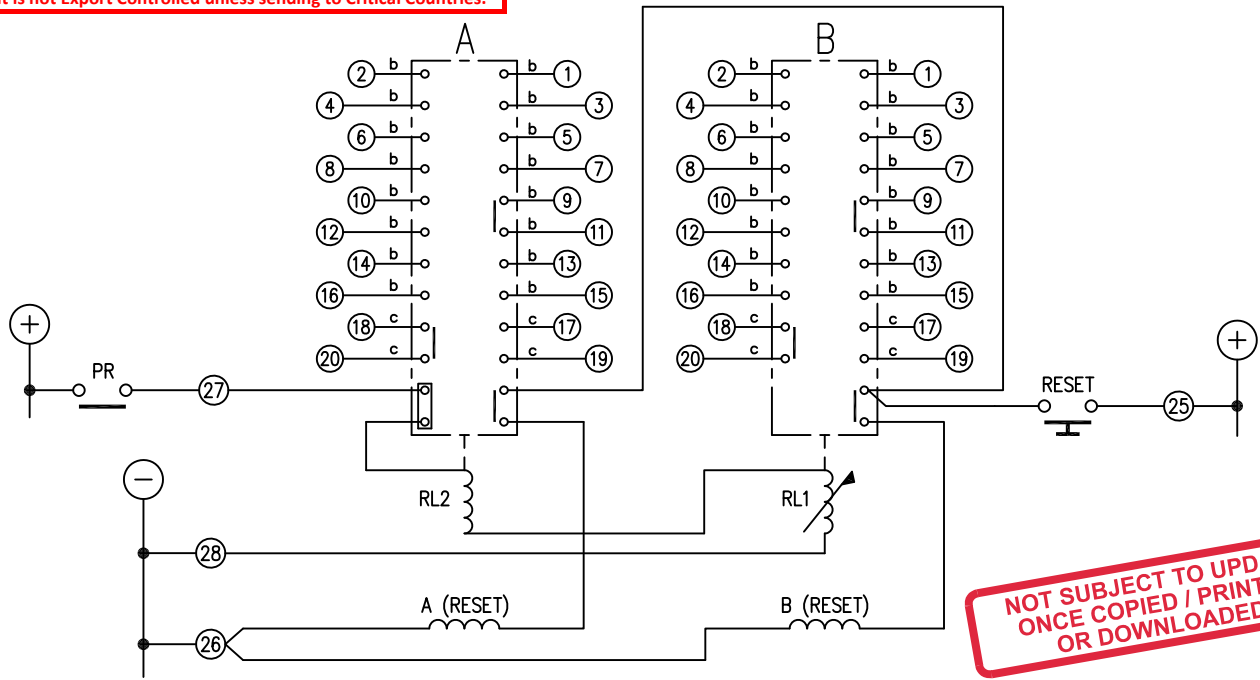 t is not Export Controlled unless sending to Critical Countries.
A B
2 b b 1 2 b b 1
4 b b 3 4 b b 3
6 b b 5 6 b b 5
8 b b 7 8 b b 7
10 b b 9 10 b b 9
12 b b 11 12 b b 11
14 b b 13 14 b b 13
16 b b 15 16 b b 15
18 c c 17 18 c c 17
20 c c 19 20 c c 19
+ +
PR 27 RESET 25
−
RL2 RL1
28
A (RESET) B (RESET)
26
NOT SUBJECT TO UPD
ONCE COPIED / PRINT
OR DOWNLOADED